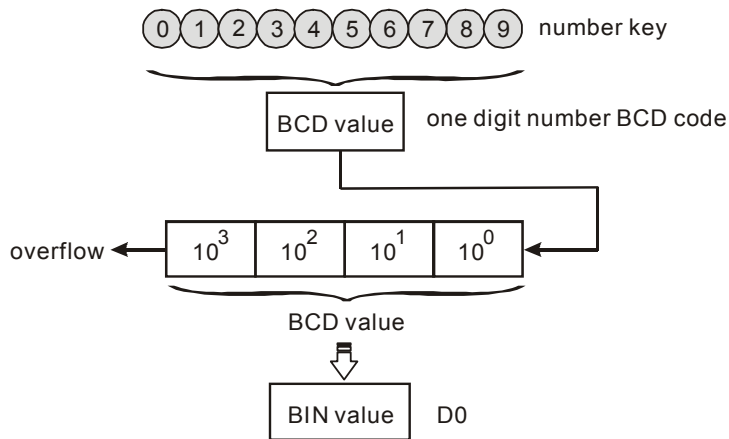 0 1 2 3 4 5 6 7 8 9 number key
BCD value one digit number BCD code
overflow 10^3 10^2 10^1 10^0
BCD value
BIN value D0